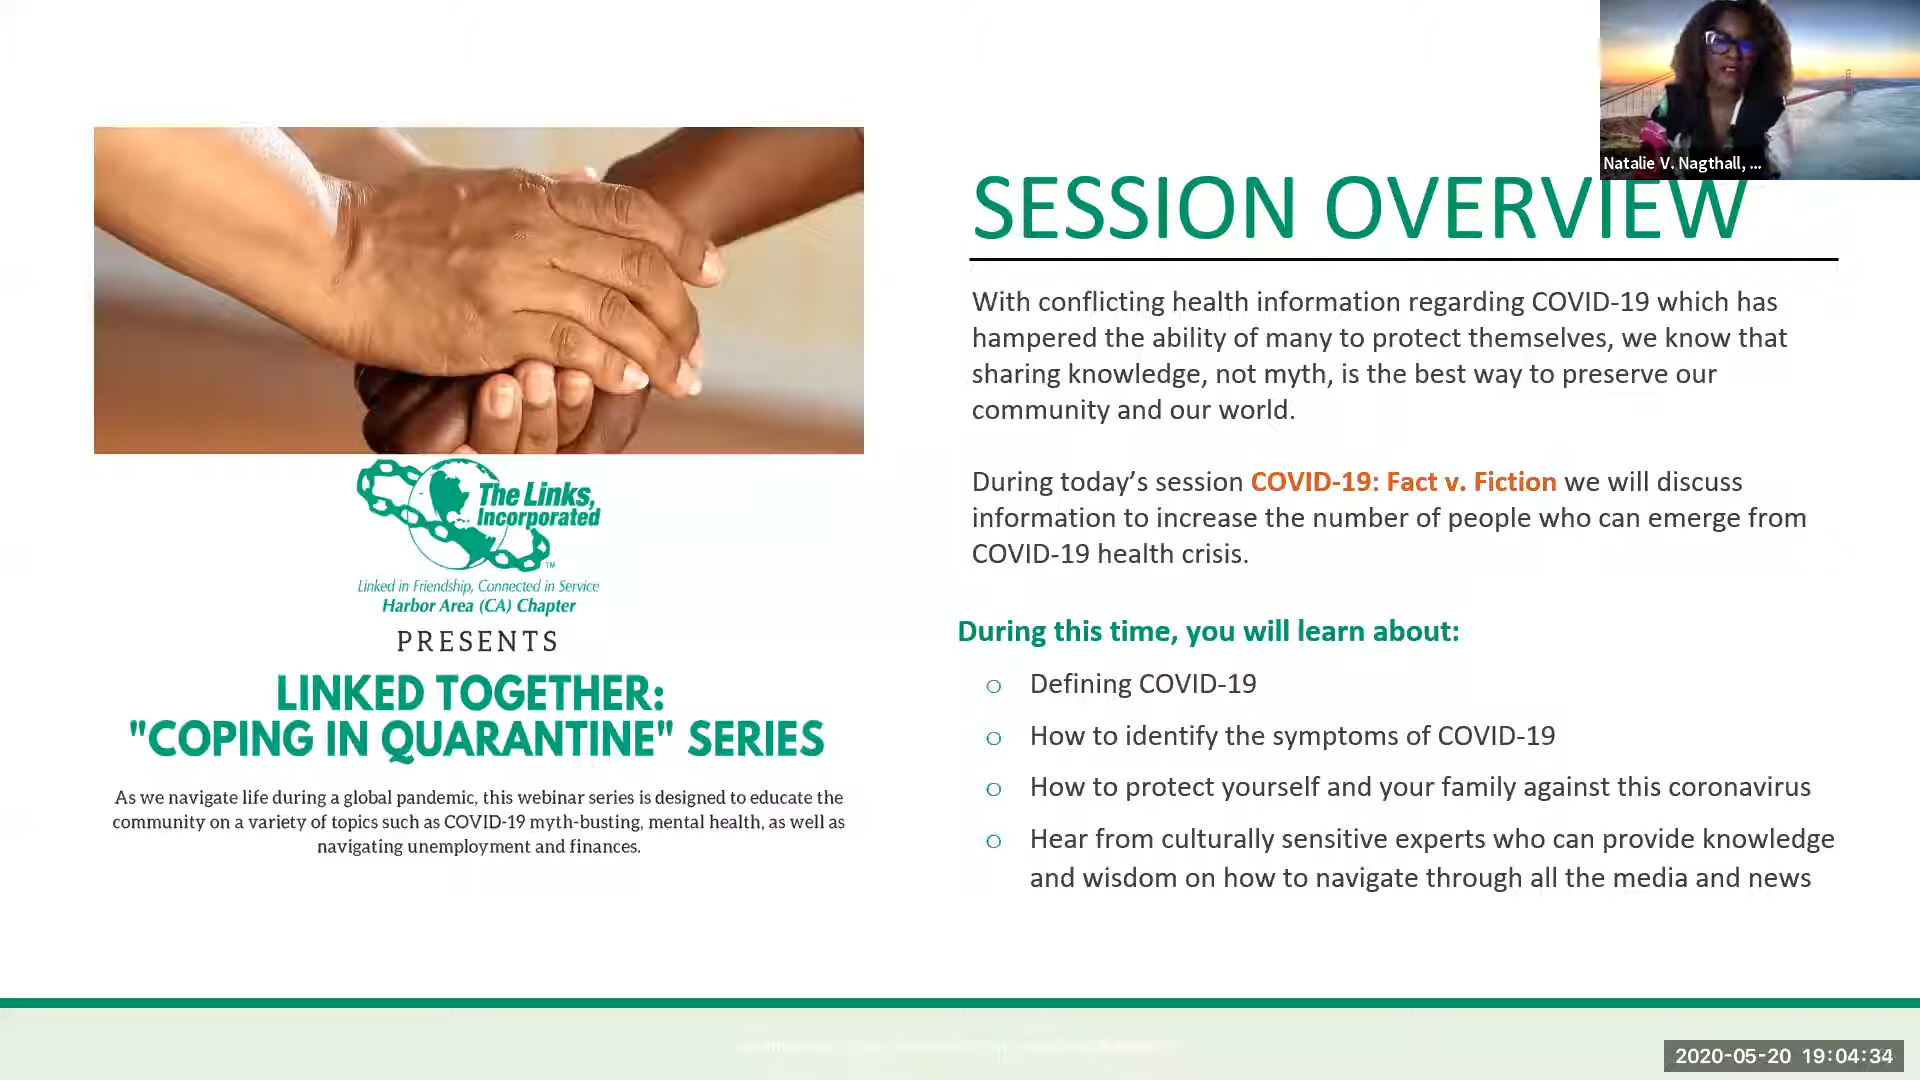 Natalie V. Nagthall, ...
The Links,
Incorporated
TM
Linked in Friendship, Connected in Service
Harbor Area (CA) Chapter
PRESENTS
LINKED TOGETHER:
"COPING IN QUARANTINE" SERIES
As we navigate life during a global pandemic, this webinar series is designed to educate the
community on a variety of topics such as COVID-19 myth-busting, mental health, as well as
navigating unemployment and finances.
SESSION OVERVIEW
With conflicting health information regarding COVID-19 which has
hampered the ability of many to protect themselves, we know that
sharing knowledge, not myth, is the best way to preserve our
community and our world.
During today’s session COVID-19: Fact v. Fiction we will discuss
information to increase the number of people who can emerge from
COVID-19 health crisis.
During this time, you will learn about:
o Defining COVID-19
o How to identify the symptoms of COVID-19
o How to protect yourself and your family against this coronavirus
o Hear from culturally sensitive experts who can provide knowledge
and wisdom on how to navigate through all the media and news
2020-05-20 19:04:34